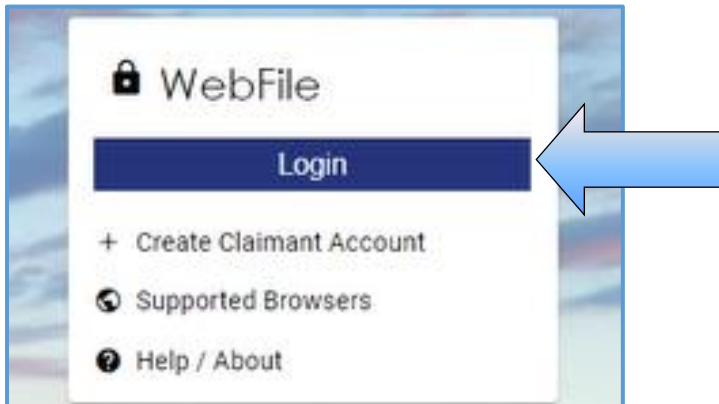 WebFile
Login
+ Create Claimant Account
Supported Browsers
Help / About